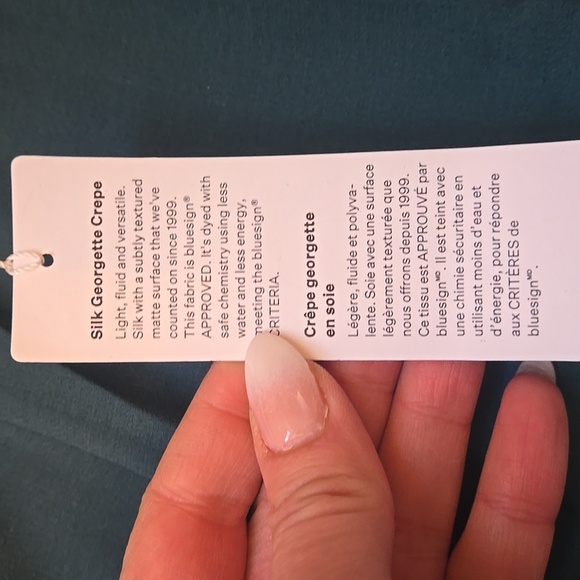 Silk Georgette Crepe
Light, fluid and versatile.
Silk with a subtly textured
matte surface that we've
counted on since 1999.
This fabric is bluesign®
APPROVED. It's dyed with
safe chemistry using less
water and less energy,
meeting the bluesign®
CRITERIA.
Crêpe georgette
en soie
Légère, fluide et polyva-
lente. Soie avec une surface
légèrement texturée que
nous offrons depuis 1999.
Ce tissu est APPROUVÉ par
bluesignᴹᴰ. Il est teint avec
une chimie sécuritaire en
utilisant moins d'eau et
d'énergie, pour répondre
aux CRITÈRES de
bluesignᴹᴰ.